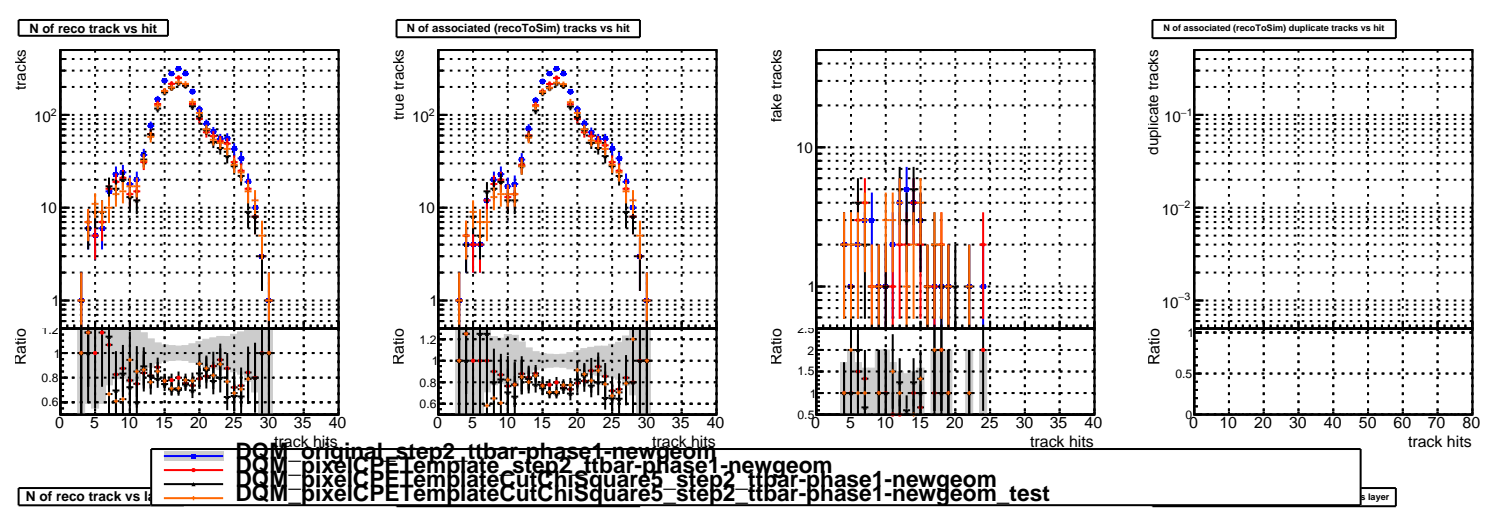 N of reco track vs hit
N of associated (recoToSim) tracks vs hit
N of associated (recoToSim) duplicate tracks vs hit
tracks
10²
10
1
Ratio
1.2
1
0.8
0.6
0 5 10 15 20 25 30 35 40
track hits
true tracks
10²
10
1
Ratio
1.2
1
0.8
0.6
0 5 10 15 20 25 30 35 40
track hits
fake tracks
10
1
Ratio
2.5
2
1.5
1
0.5
0 5 10 15 20 25 30 35 40
track hits
duplicate tracks
10⁻¹
10⁻²
10⁻³
Ratio
1
0.5
0
0 10 20 30 40 50 60 70 80
track hits
DQM_original_step2_ttbar-phase1-newgeom
DQM_pixelCPETemplate_step2_ttbar-phase1-newgeom
DQM_pixelCPETemplateCutChiSquare5_step2_ttbar-phase1-newgeom
DQM_pixelCPETemplateCutChiSquare5_step2_ttbar-phase1-newgeom_test
N of reco track vs la
s layer